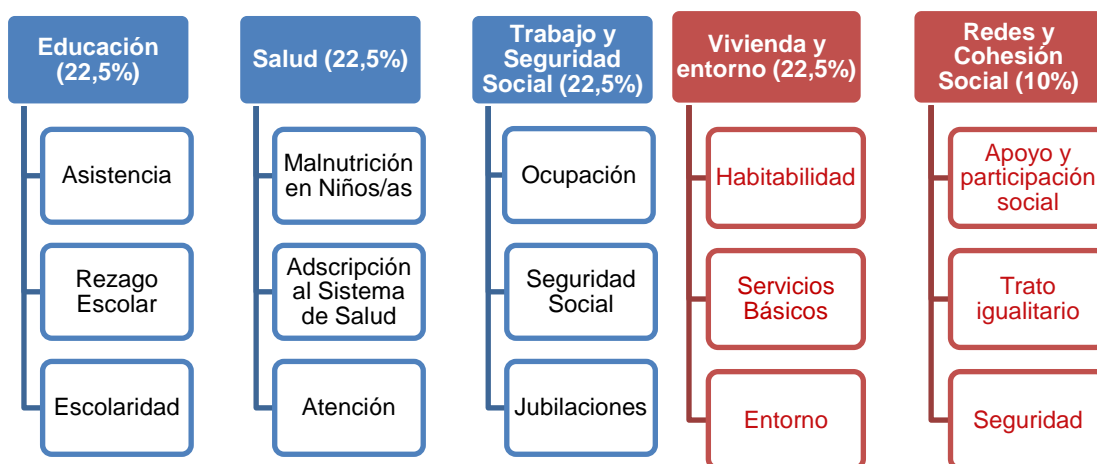 Educación
(22,5%)
Asistencia
Rezago
Escolar
Escolaridad
Salud (22,5%)
Malnutrición
en Niños/as
Adscripción
al Sistema
de Salud
Atención
Trabajo y
Seguridad
Social (22,5%)
Ocupación
Seguridad
Social
Jubilaciones
Vivienda y
entorno (22,5%)
Habitabilidad
Servicios
Básicos
Entorno
Redes y
Cohesión
Social (10%)
Apoyo y
participación
social
Trato
igualitario
Seguridad